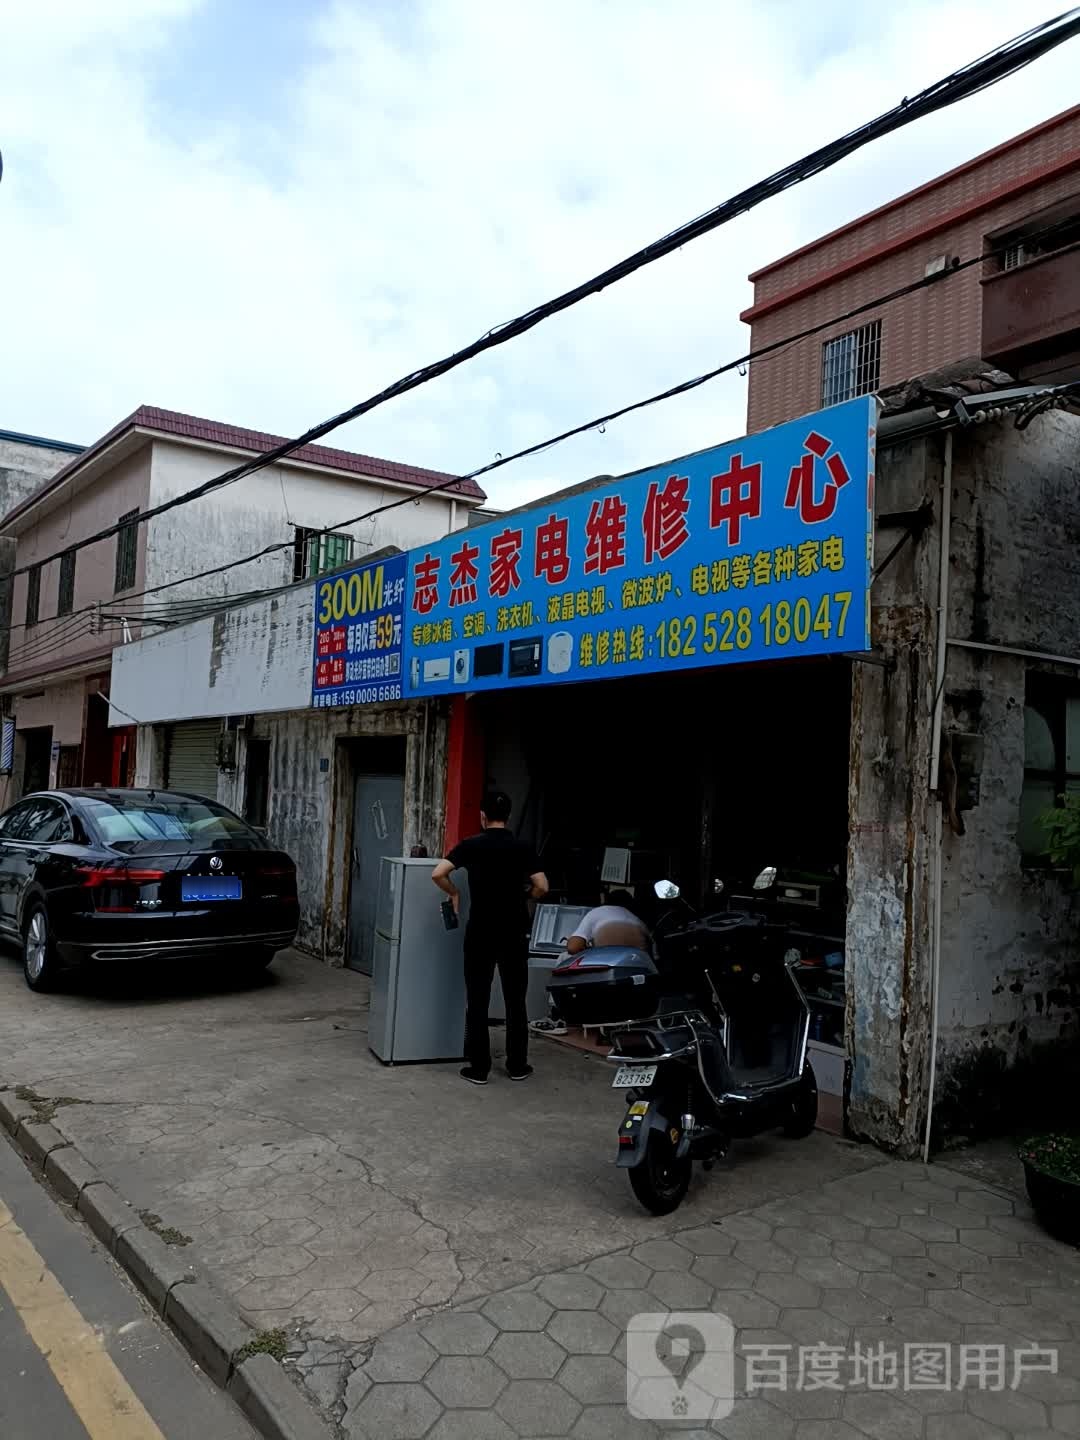 300M光纤
每月仅需59元
20G
4K
159 0009 6686
志杰家电维修中心
专修冰箱、空调、洗衣机、液晶电视、微波炉、电视等各种家电
维修热线:182 528 18047
823785
百度地图用户